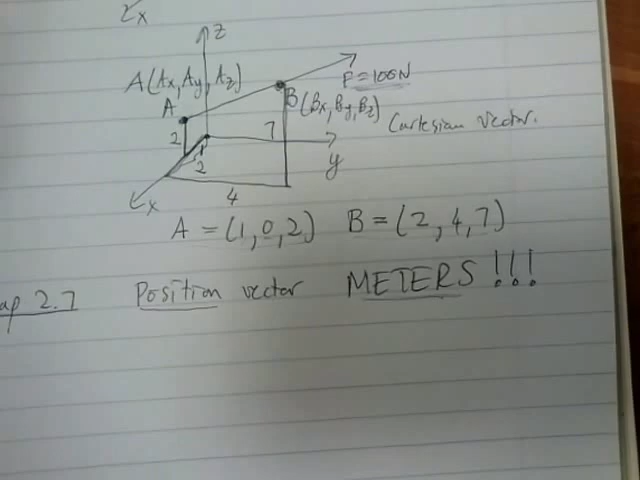 Z x
z
A(Ax, Ay, Az)
F = 100N
A
B(Bx, By, Bz)
Cartesian vector.
2
1
7
2
y
x
4
A = (1, 0, 2) B = (2, 4, 7)
ap 2.7 Position vector METERS!!!